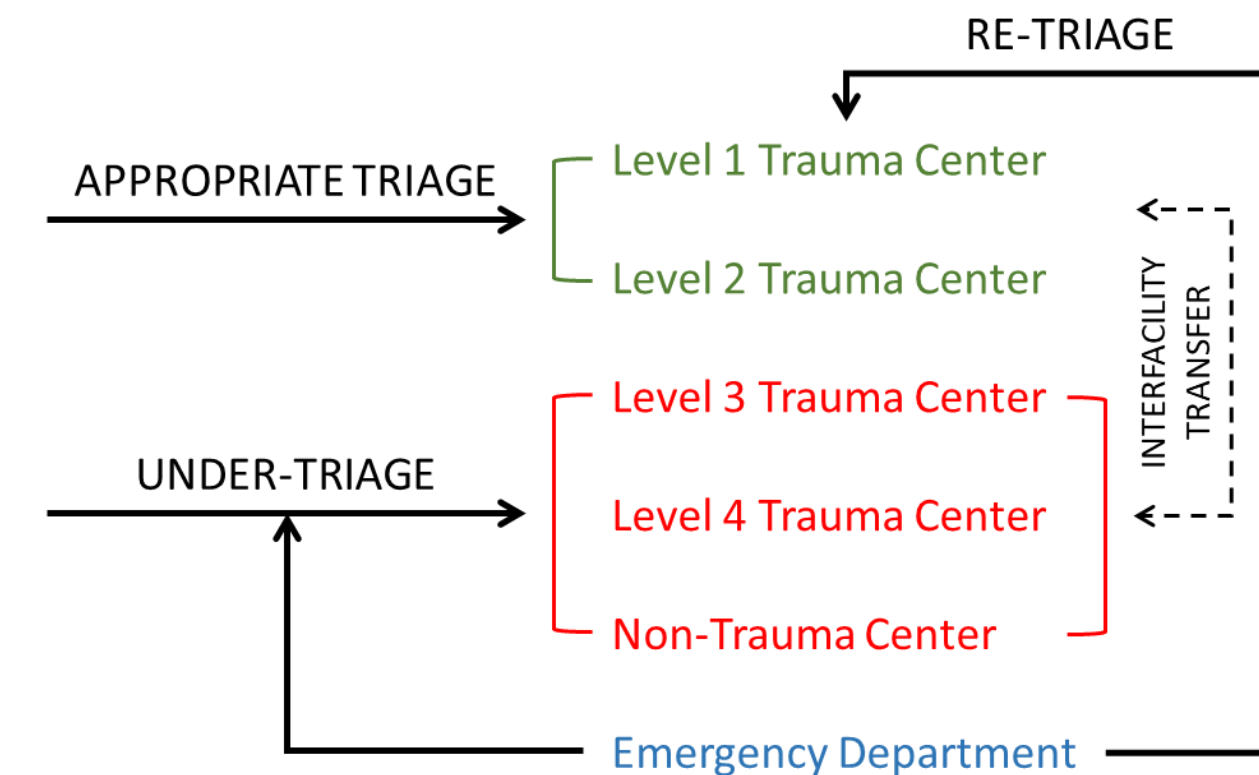 RE-TRIAGE
Level 1 Trauma Center
APPROPRIATE TRIAGE
Level 2 Trauma Center
INTERFACILITY
TRANSFER
Level 3 Trauma Center
UNDER-TRIAGE
Level 4 Trauma Center
Non-Trauma Center
Emergency Department